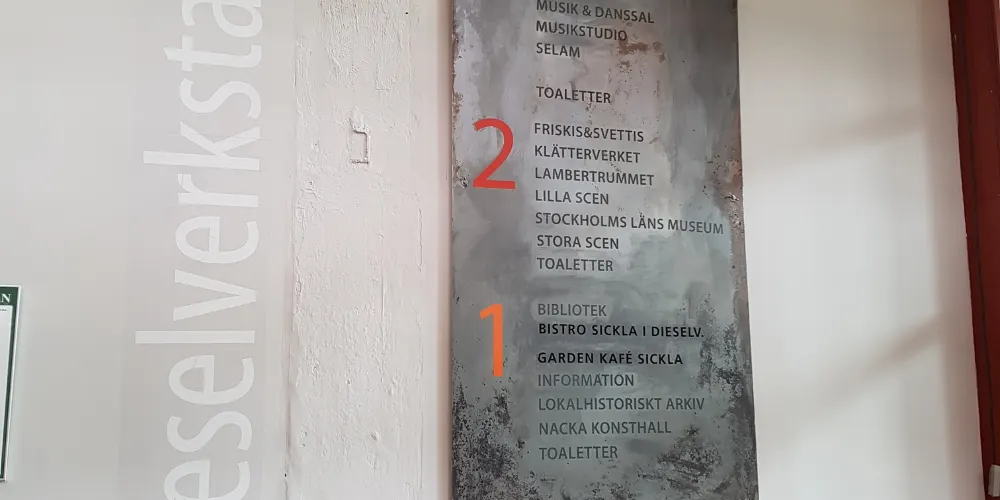 eselverksta
MUSIK & DANSSAL
MUSIKSTUDIO
SELAM
TOALETTER
2
FRISKIS&SVETTIS
KLÄTTERVERKET
LAMBERTRUMMET
LILLA SCEN
STOCKHOLMS LÄNS MUSEUM
STORA SCEN
TOALETTER
1
BIBLIOTEK
BISTRO SICKLA I DIESELV.
GARDEN KAFÉ SICKLA
INFORMATION
LOKALHISTORISKT ARKIV
NACKA KONSTHALL
TOALETTER